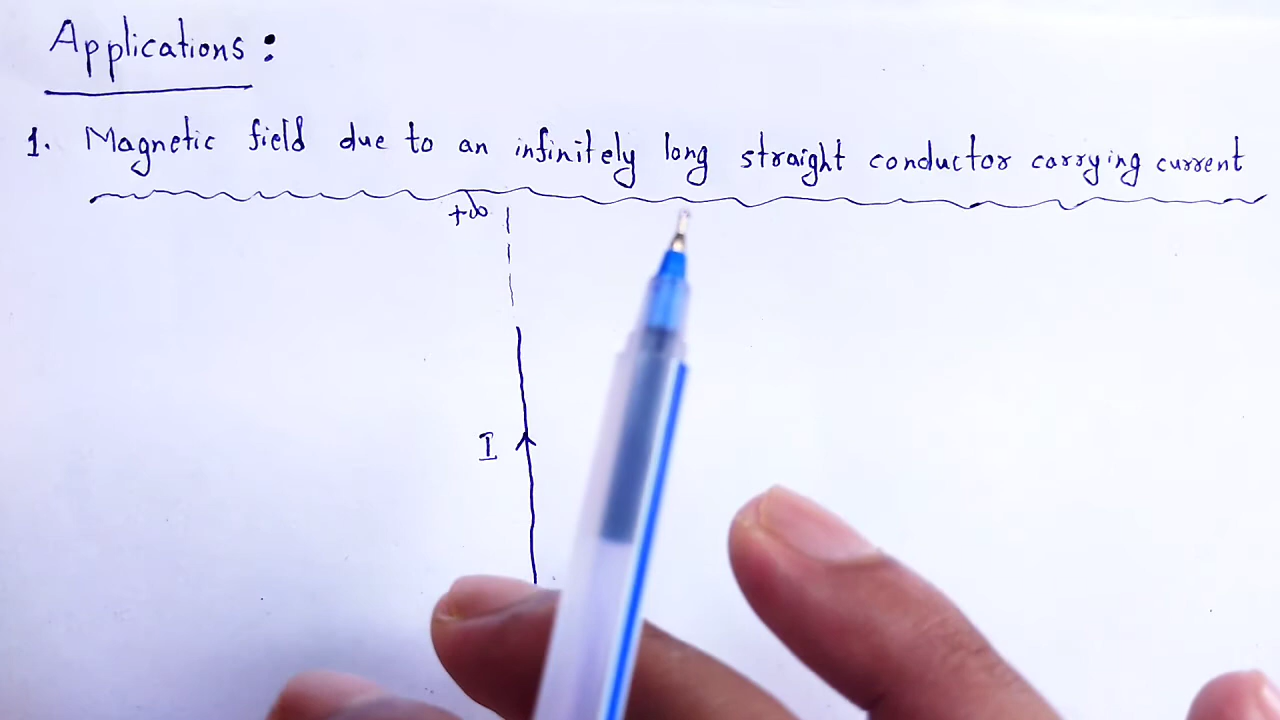 Applications:
1. Magnetic field due to an infinitely long straight conductor carrying current
+∞
I